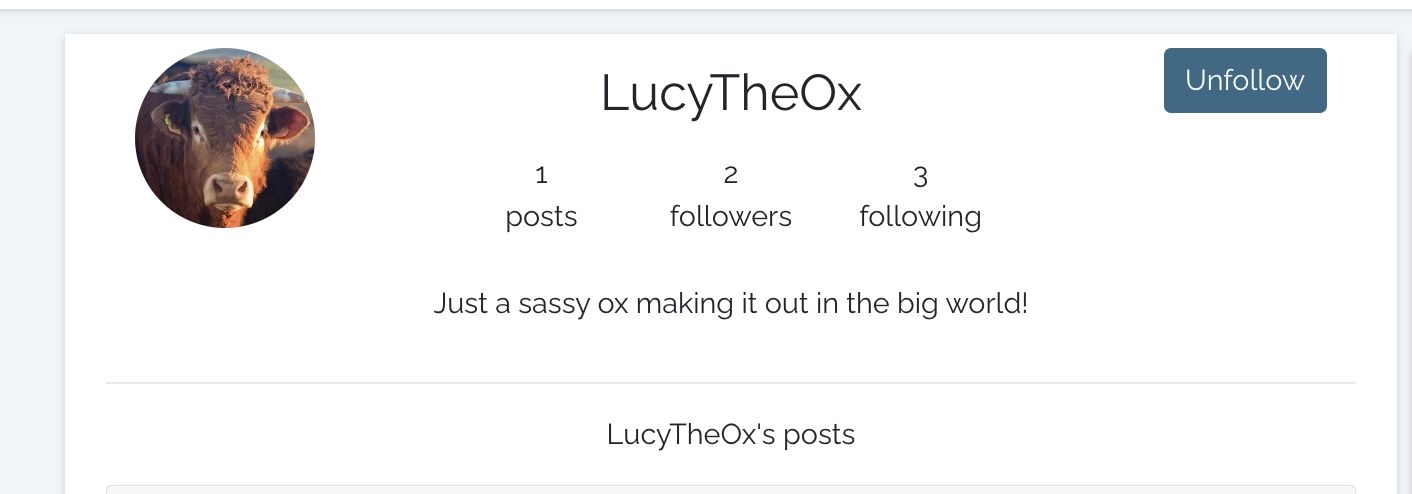 LucyTheOx
Unfollow
1 2 3
posts followers following
Just a sassy ox making it out in the big world!
LucyTheOx's posts